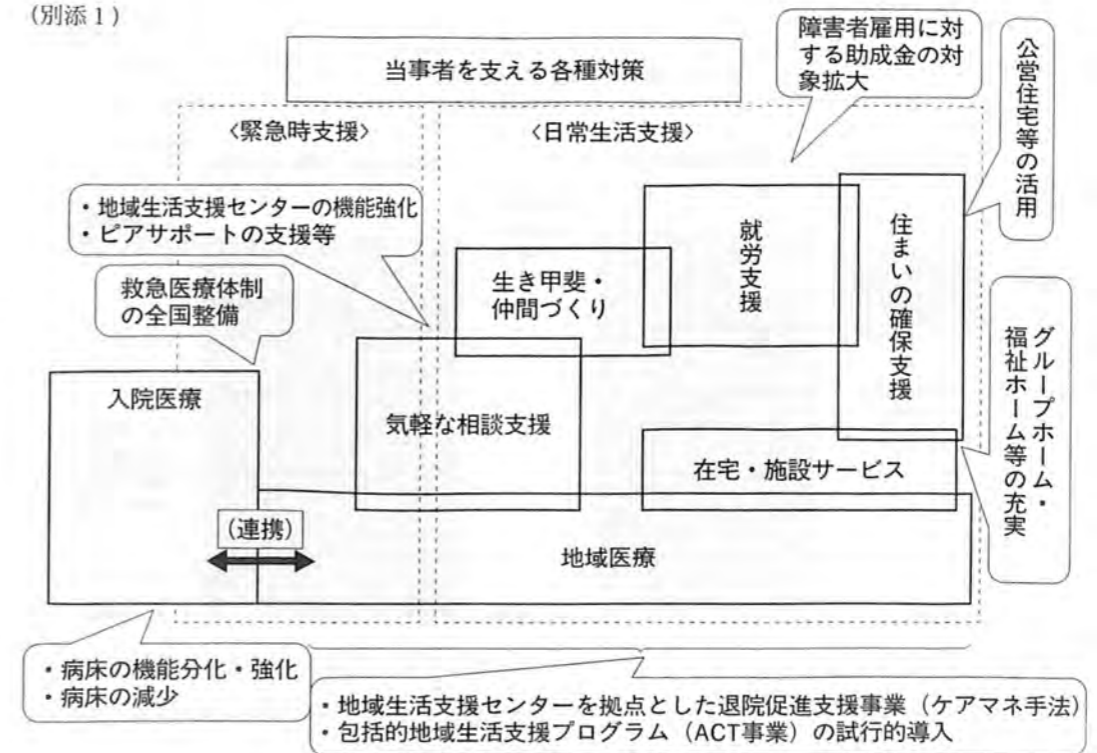 (別添1)
当事者を支える各種対策
障害者雇用に対
する助成金の対
象拡大
公営住宅等の活用
〈緊急時支援〉
〈日常生活支援〉
・地域生活支援センターの機能強化
・ピアサポートの支援等
救急医療体制
の全国整備
生き甲斐・
仲間づくり
就労支援
住まいの確保支援
グループホーム・
福祉ホーム等の充実
入院医療
気軽な相談支援
在宅・施設サービス
(連携)
地域医療
・病床の機能分化・強化
・病床の減少
・地域生活支援センターを拠点とした退院促進支援事業（ケアマネ手法）
・包括的地域生活支援プログラム（ACT事業）の試行的導入